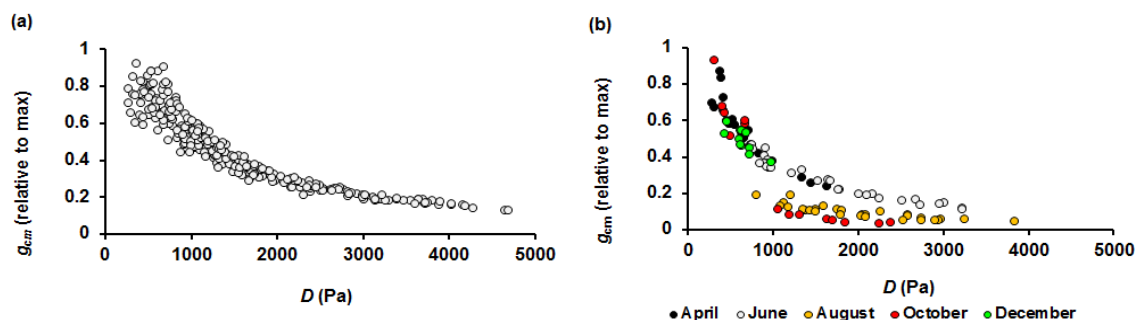 (a)
g_cm (relative to max)
1
0.8
0.6
0.4
0.2
0
0 1000 2000 3000 4000 5000
D (Pa)
(b)
g_cm (relative to max)
1
0.8
0.6
0.4
0.2
0
0 1000 2000 3000 4000 5000
D (Pa)
April June August October December